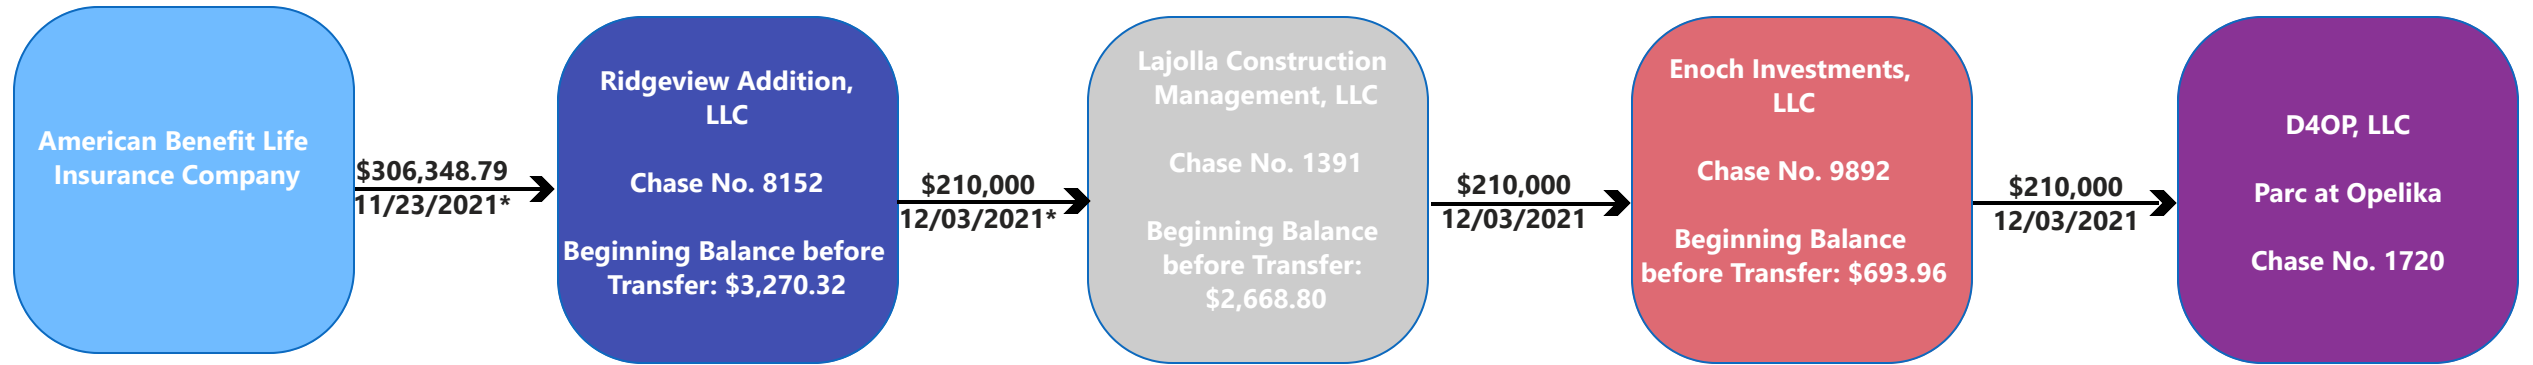 American Benefit Life
Insurance Company
$306,348.79
11/23/2021*
Ridgeview Addition,
LLC
Chase No. 8152
Beginning Balance before
Transfer: $3,270.32
$210,000
12/03/2021*
Lajolla Construction
Management, LLC
Chase No. 1391
Beginning Balance
before Transfer:
$2,668.80
$210,000
12/03/2021
Enoch Investments,
LLC
Chase No. 9892
Beginning Balance
before Transfer: $693.96
$210,000
12/03/2021
D4OP, LLC
Parc at Opelika
Chase No. 1720